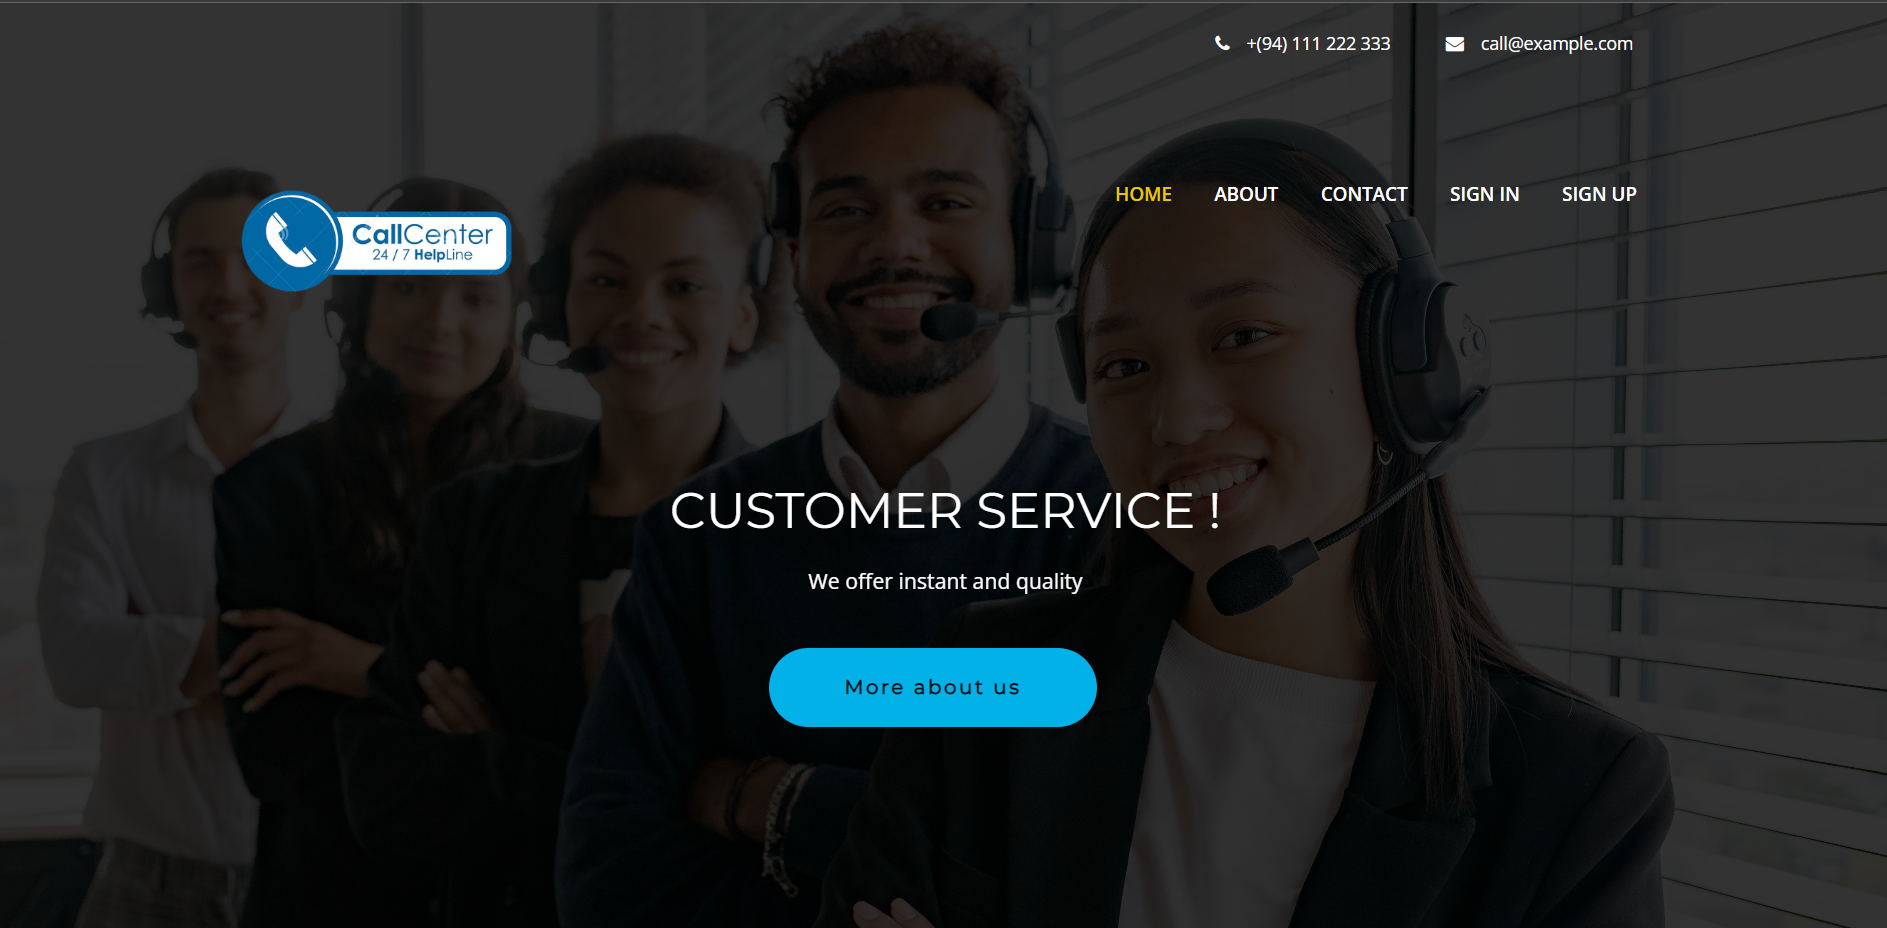 +(94) 111 222 333
call@example.com
HOME
ABOUT
CONTACT
SIGN IN
SIGN UP
CallCenter
24 / 7 HelpLine
CUSTOMER SERVICE !
We offer instant and quality
More about us